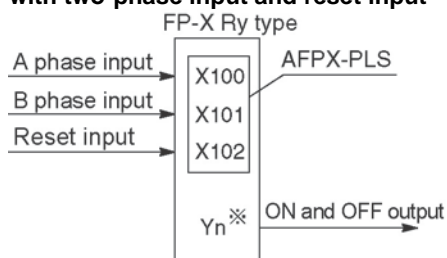 with two-phase input and reset input
FP-X Ry type
A phase input
X100
AFPX-PLS
B phase input
X101
Reset input
X102
Yn※
ON and OFF output